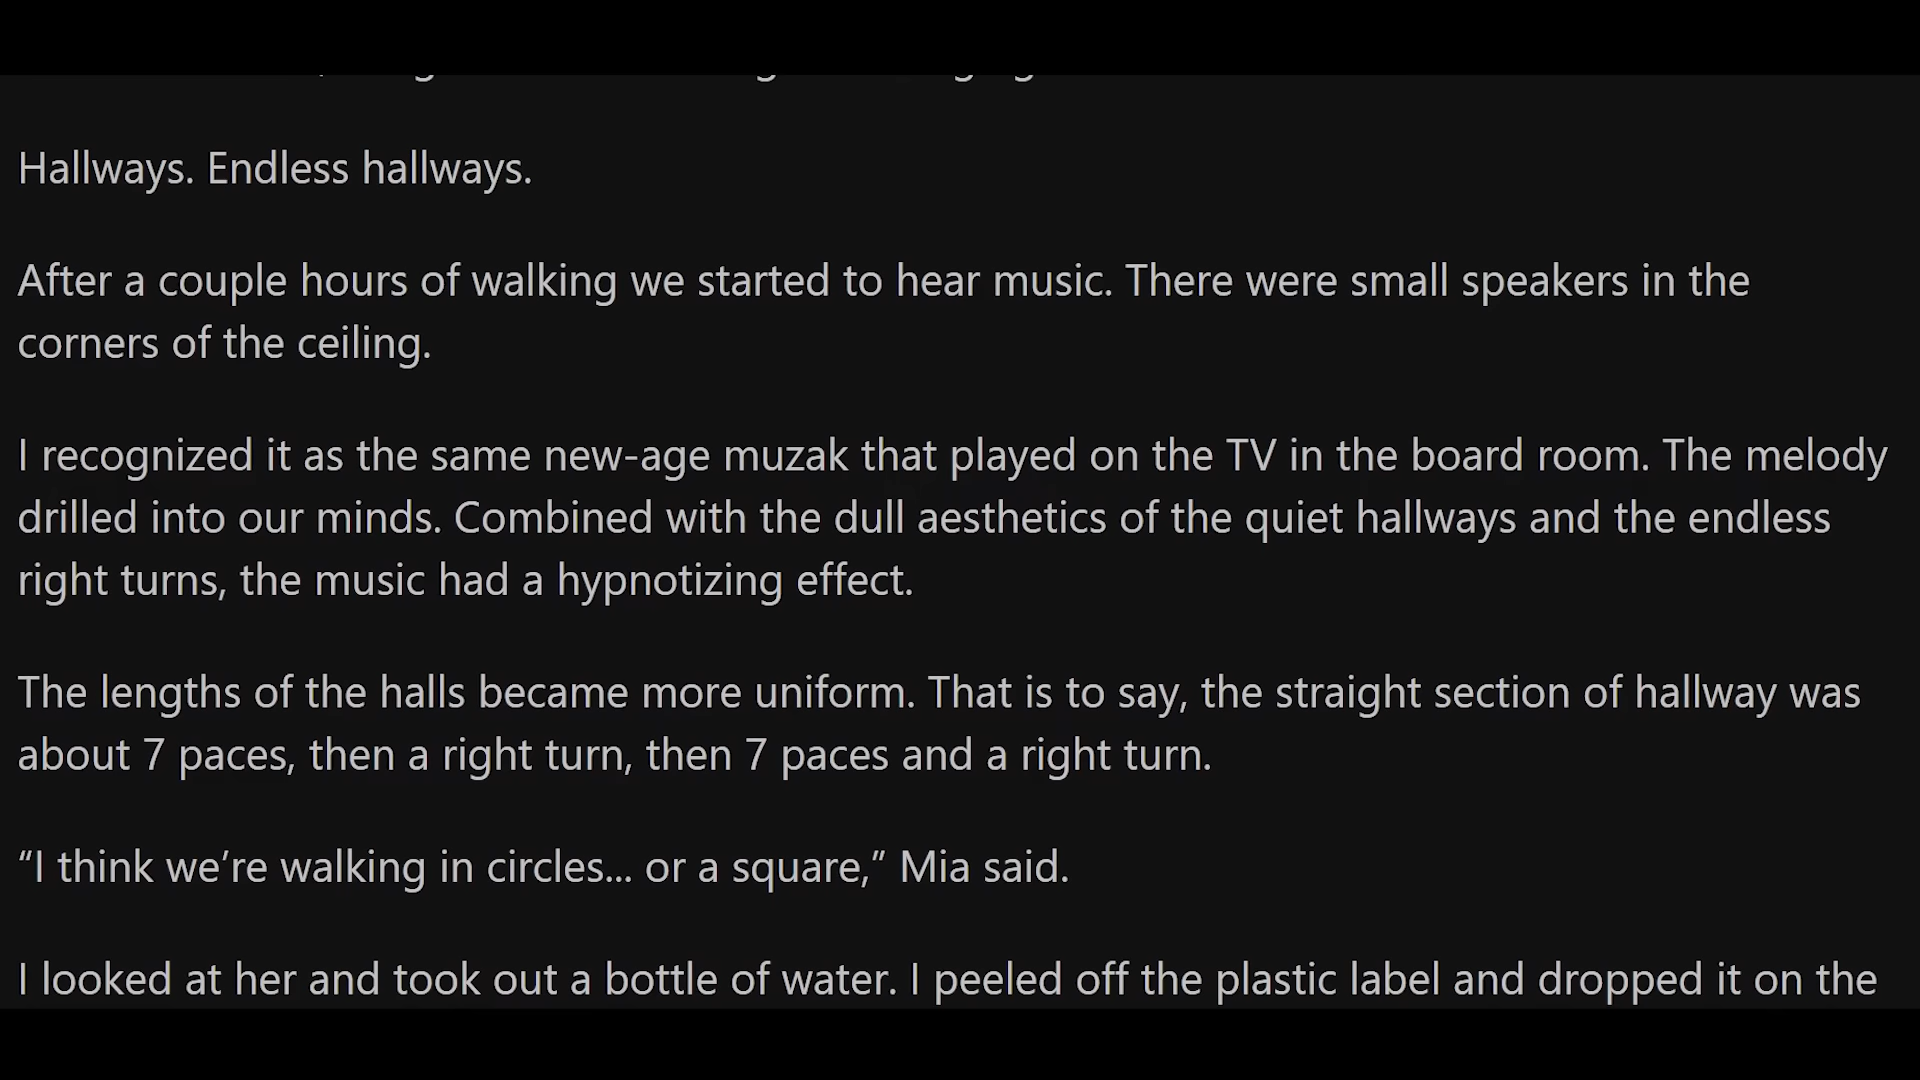 Hallways. Endless hallways.
After a couple hours of walking we started to hear music. There were small speakers in the
corners of the ceiling.
I recognized it as the same new-age muzak that played on the TV in the board room. The melody
drilled into our minds. Combined with the dull aesthetics of the quiet hallways and the endless
right turns, the music had a hypnotizing effect.
The lengths of the halls became more uniform. That is to say, the straight section of hallway was
about 7 paces, then a right turn, then 7 paces and a right turn.
“I think we’re walking in circles... or a square,” Mia said.
I looked at her and took out a bottle of water. I peeled off the plastic label and dropped it on the